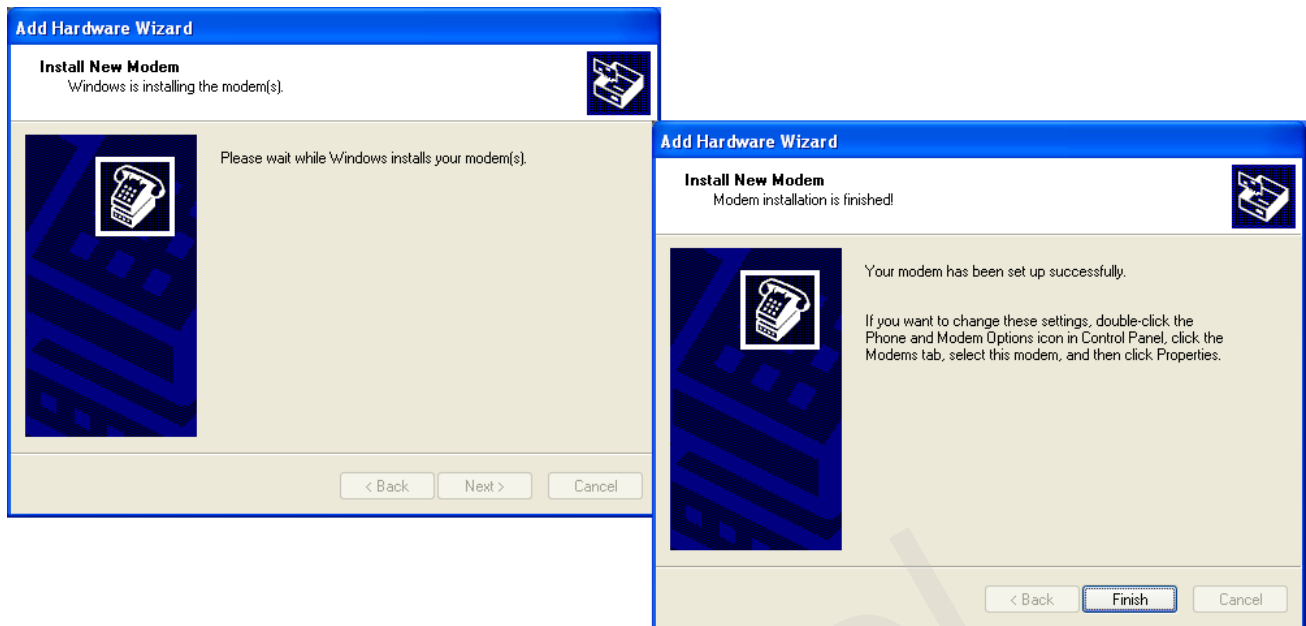 Add Hardware Wizard
Install New Modem
Windows is installing the modem(s).
Please wait while Windows installs your modem(s).
< Back
Next >
Cancel
Add Hardware Wizard
Install New Modem
Modem installation is finished!
Your modem has been set up successfully.
If you want to change these settings, double-click the
Phone and Modem Options icon in Control Panel, click the
Modems tab, select this modem, and then click Properties.
< Back
Finish
Cancel